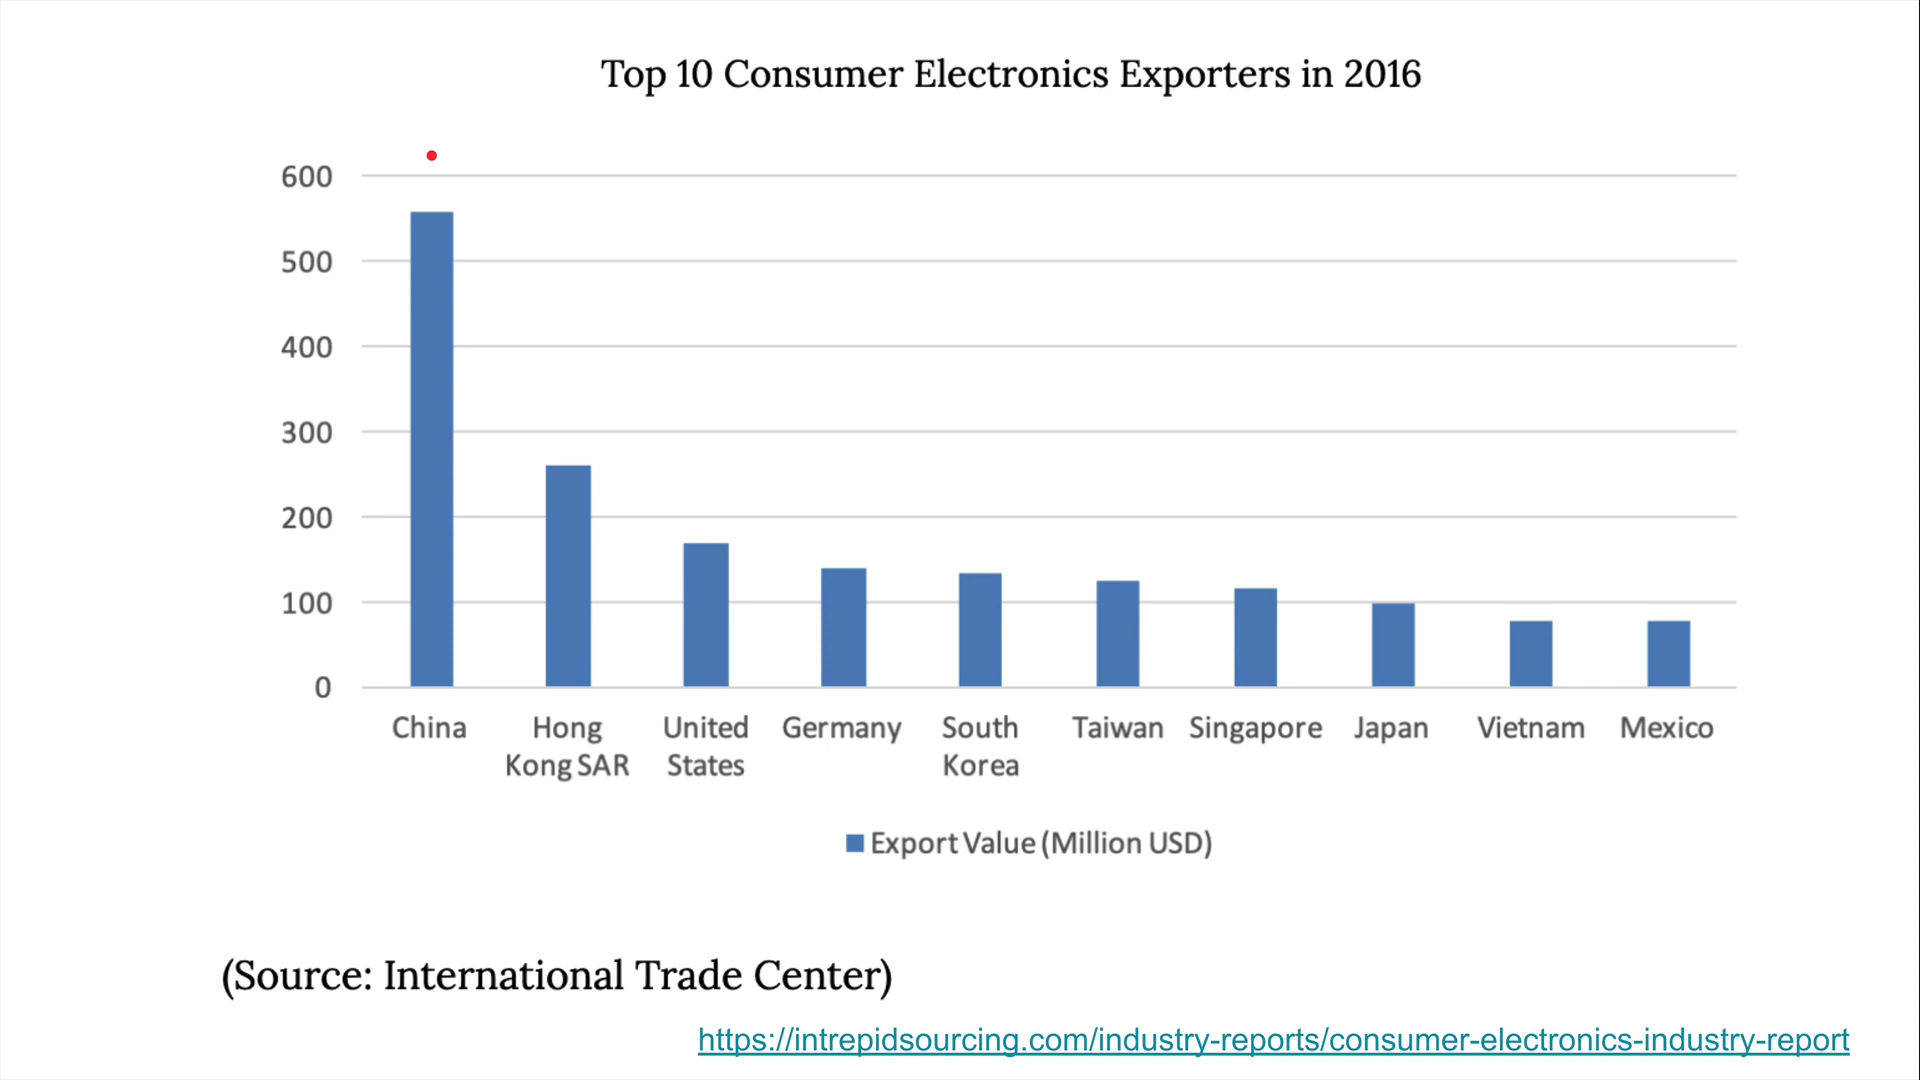 Top 10 Consumer Electronics Exporters in 2016
600
500
400
300
200
100
0
China
Hong Kong SAR
United States
Germany
South Korea
Taiwan
Singapore
Japan
Vietnam
Mexico
Export Value (Million USD)
(Source: International Trade Center)
https://intrepidsourcing.com/industry-reports/consumer-electronics-industry-report